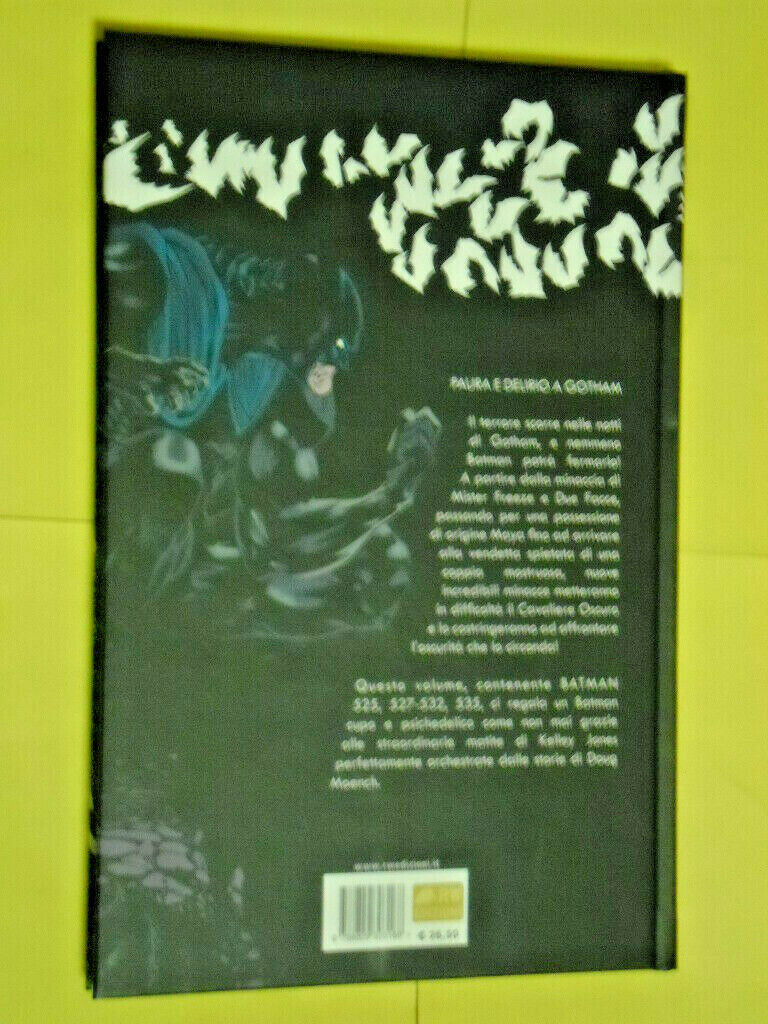 PAURA E DELIRIO A GOTHAM
Il terrore scorre nelle notti
di Gotham, e nemmeno
Batman potrà fermarlo!
A partire dalla minaccia di
Mister Freeze e Due Facce,
passando per una possessione
di origine Maya fino ad arrivare
alla vendetta spietata di una
coppia mostruosa, nuove
incredibili minacce metteranno
in difficoltà il Cavaliere Oscuro
e lo costringeranno ad affrontare
l'oscurità che lo circonda!
Questo volume, contenente BATMAN
525, 527-532, 535, ci regala un Batman
cupo e psichedelico come non mai grazie
alle straordinarie matite di Kelley Jones
perfettamente orchestrate dalle storie di Doug
Moench.
www.rwedizioni.it